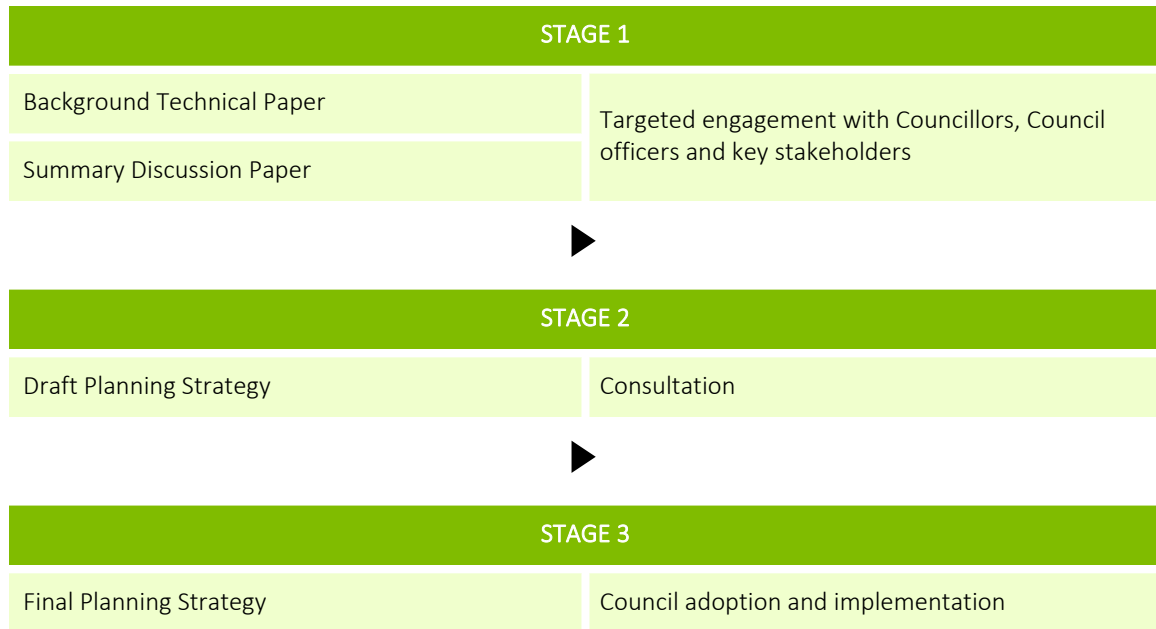 STAGE 1
Background Technical Paper
Summary Discussion Paper
Targeted engagement with Councillors, Council
officers and key stakeholders
STAGE 2
Draft Planning Strategy
Consultation
STAGE 3
Final Planning Strategy
Council adoption and implementation